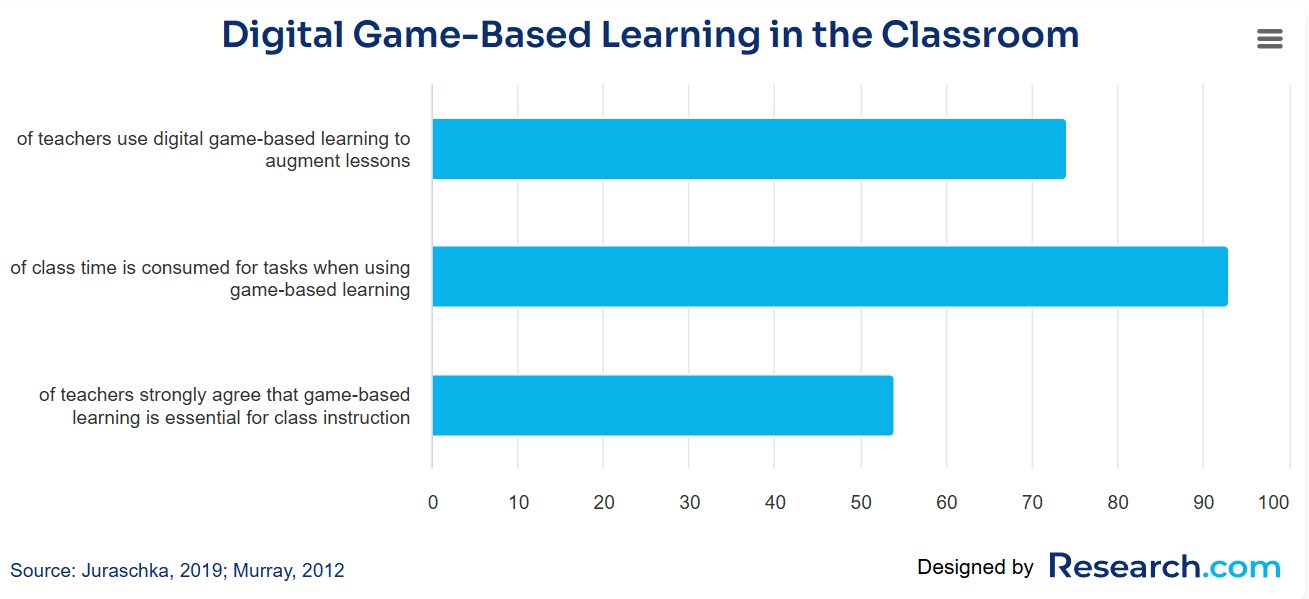 Digital Game-Based Learning in the Classroom
of teachers use digital game-based learning to
augment lessons
of class time is consumed for tasks when using
game-based learning
of teachers strongly agree that game-based
learning is essential for class instruction
0 10 20 30 40 50 60 70 80 90 100
Source: Juraschka, 2019; Murray, 2012
Designed by Research.com